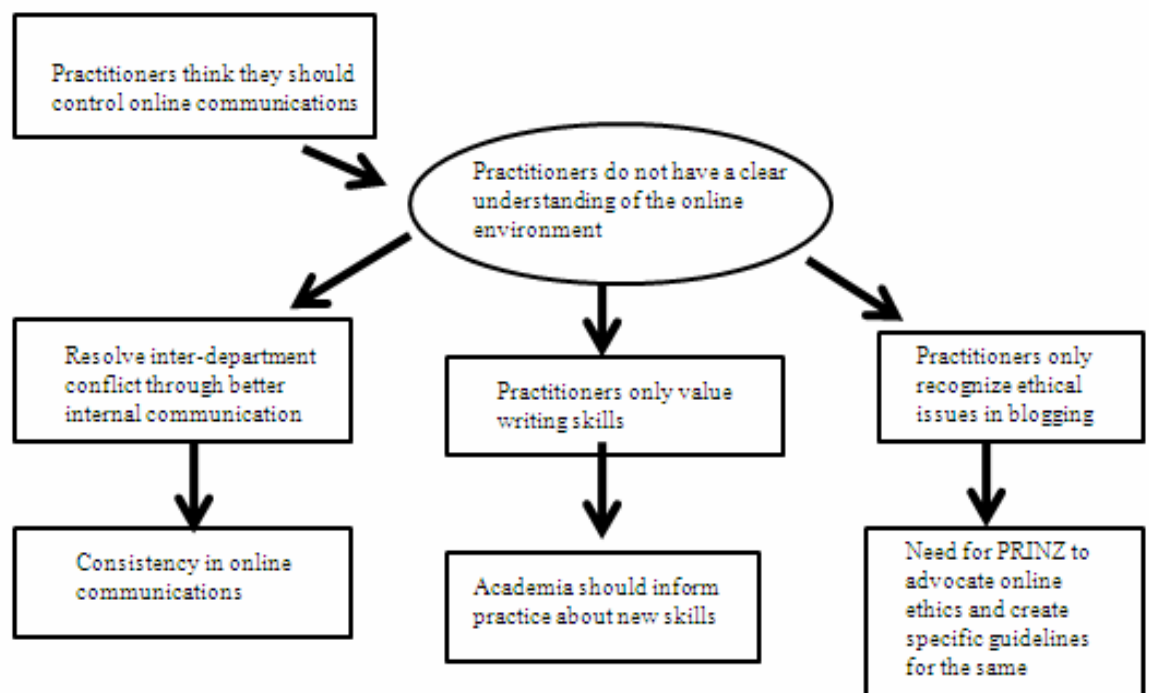 Practitioners think they should
control online communications
Practitioners do not have a clear
understanding of the online
environment
Resolve inter-department
conflict through better
internal communication
Practitioners only value
writing skills
Practitioners only
recognize ethical
issues in blogging
Consistency in online
communications
Academia should inform
practice about new skills
Need for PRINZ to
advocate online
ethics and create
specific guidelines
for the same